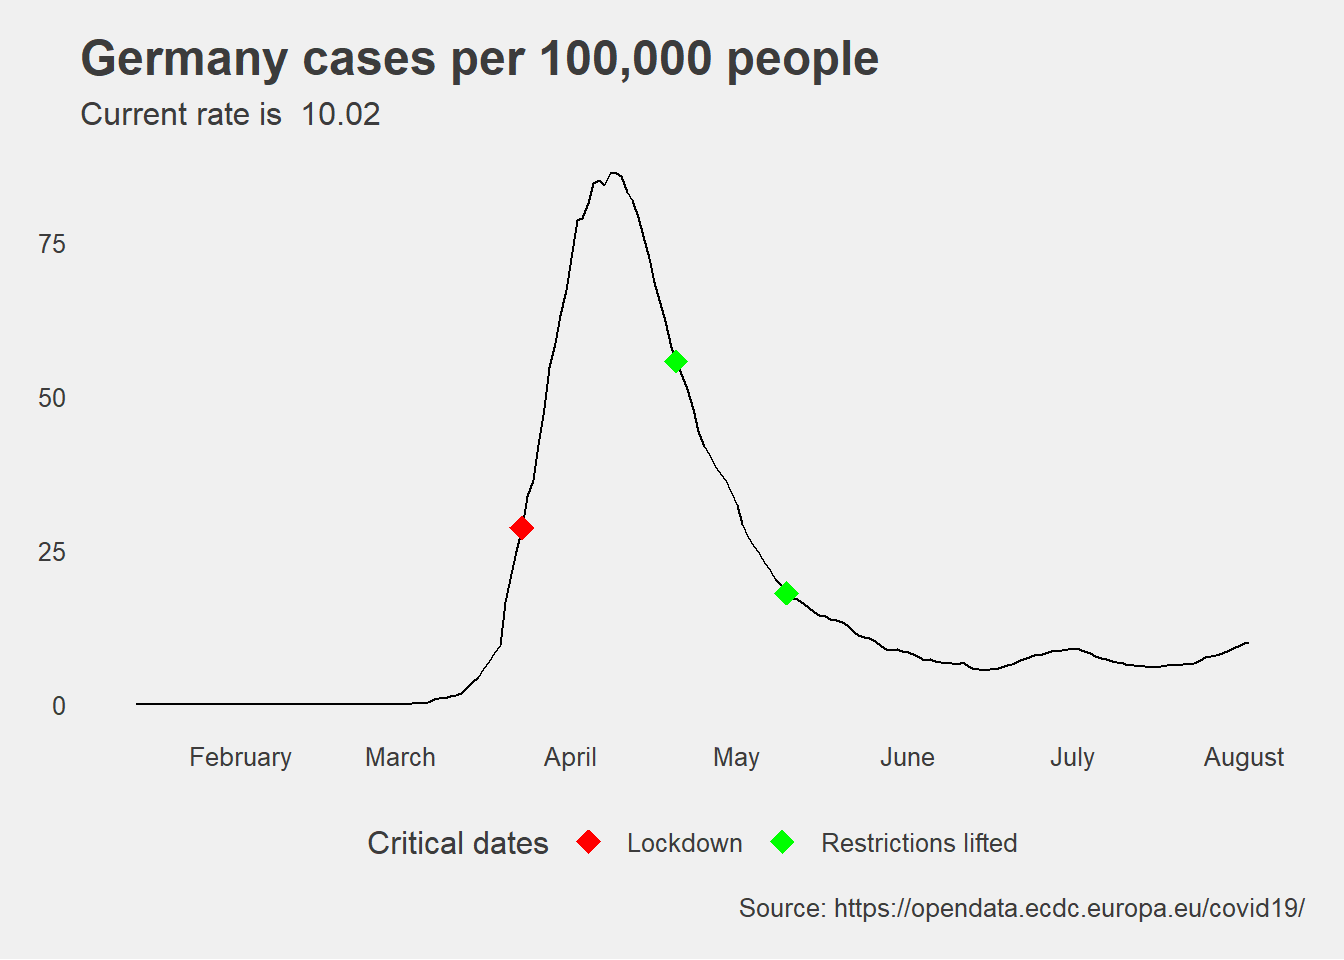 Germany cases per 100,000 people
Current rate is  10.02
75
50
25
0
February March April May June July August
Critical dates Lockdown Restrictions lifted
Source: https://opendata.ecdc.europa.eu/covid19/